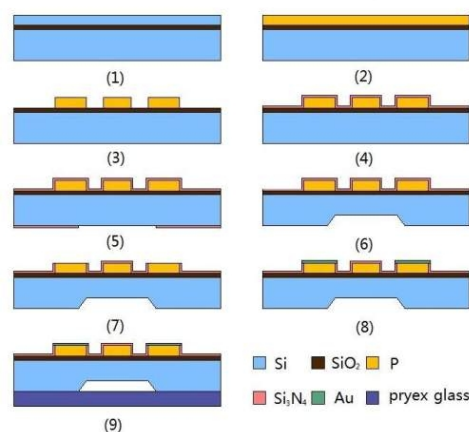 (1) (2)
(3) (4)
(5) (6)
(7) (8)
(9)
Si SiO₂ P
Si₃N₄ Au pryex glass